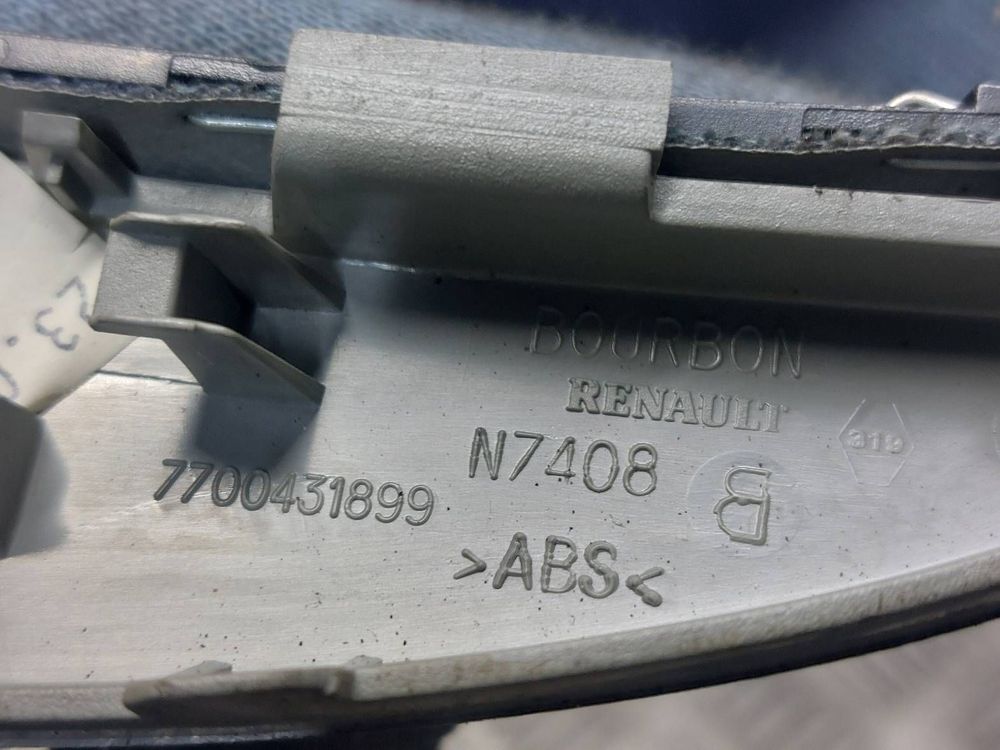 BOURBON
RENAULT
319
N7408
7700431899
B
>ABS<